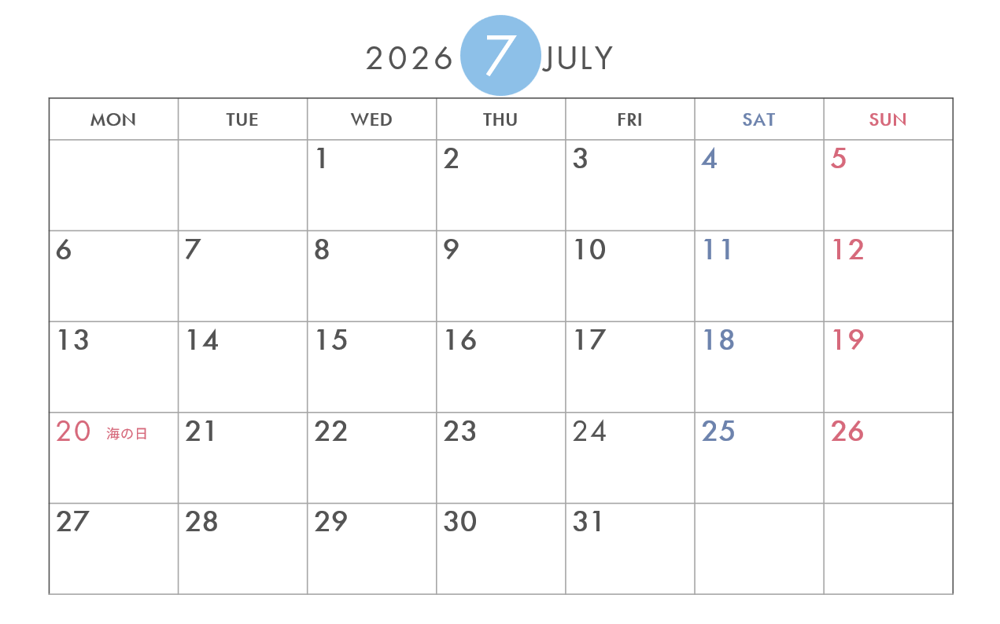 2026 7 JULY
MON TUE WED THU FRI SAT SUN
1 2 3 4 5
6 7 8 9 10 11 12
13 14 15 16 17 18 19
20 海の日 21 22 23 24 25 26
27 28 29 30 31